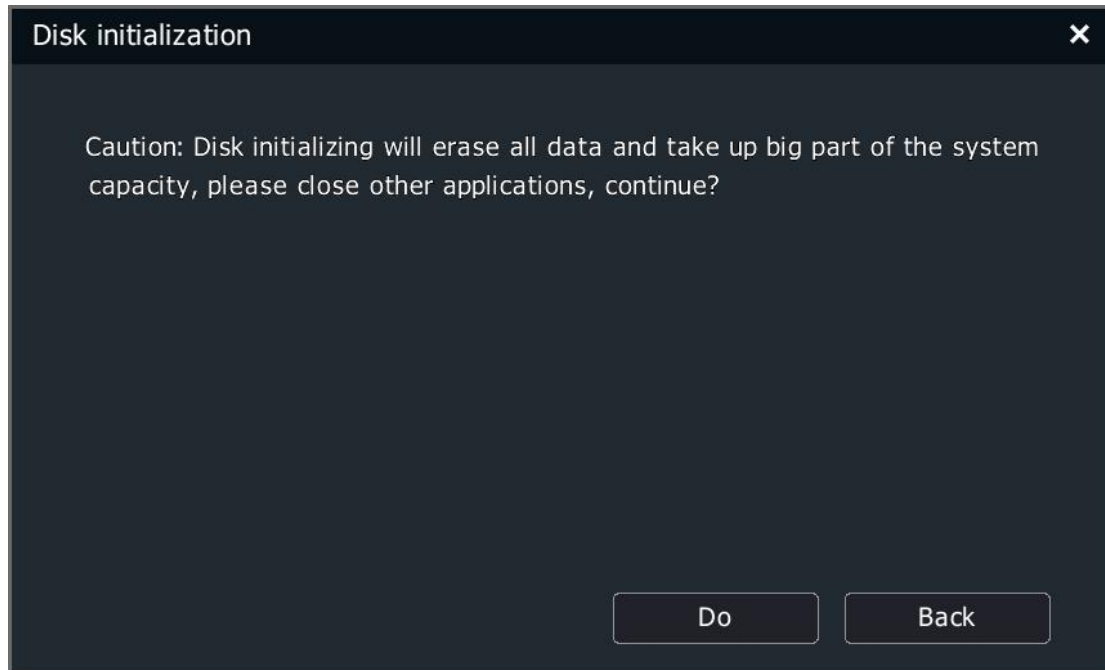 Disk initialization
Caution: Disk initializing will erase all data and take up big part of the system
capacity, please close other applications, continue?
Do
Back